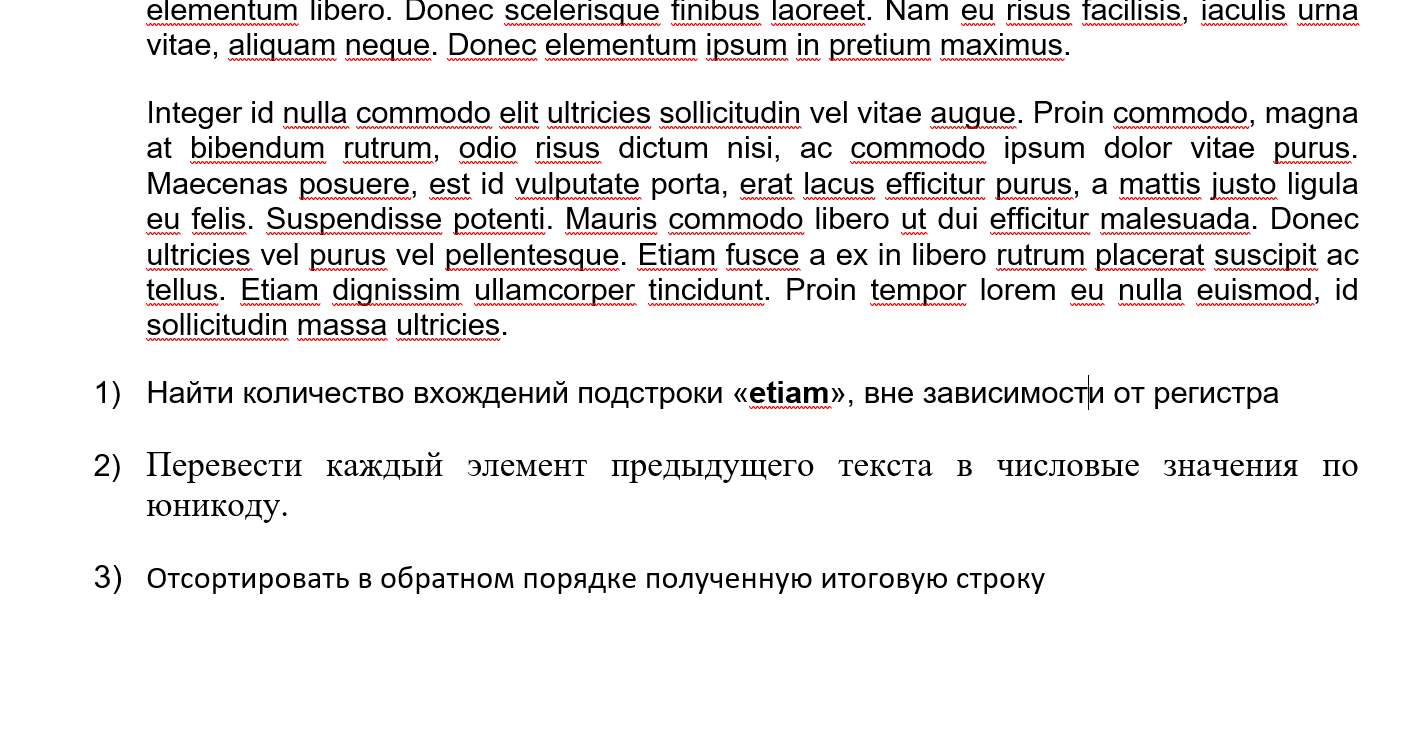 elementum libero. Donec scelerisque finibus laoreet. Nam eu risus facilisis, iaculis urna
vitae, aliquam neque. Donec elementum ipsum in pretium maximus.
Integer id nulla commodo elit ultricies sollicitudin vel vitae augue. Proin commodo, magna
at bibendum rutrum, odio risus dictum nisi, ac commodo ipsum dolor vitae purus.
Maecenas posuere, est id vulputate porta, erat lacus efficitur purus, a mattis justo ligula
eu felis. Suspendisse potenti. Mauris commodo libero ut dui efficitur malesuada. Donec
ultricies vel purus vel pellentesque. Etiam fusce a ex in libero rutrum placerat suscipit ac
tellus. Etiam dignissim ullamcorper tincidunt. Proin tempor lorem eu nulla euismod, id
sollicitudin massa ultricies.
1) Найти количество вхождений подстроки «etiam», вне зависимости от регистра
2) Перевести каждый элемент предыдущего текста в числовые значения по
юникоду.
3) Отсортировать в обратном порядке полученную итоговую строку